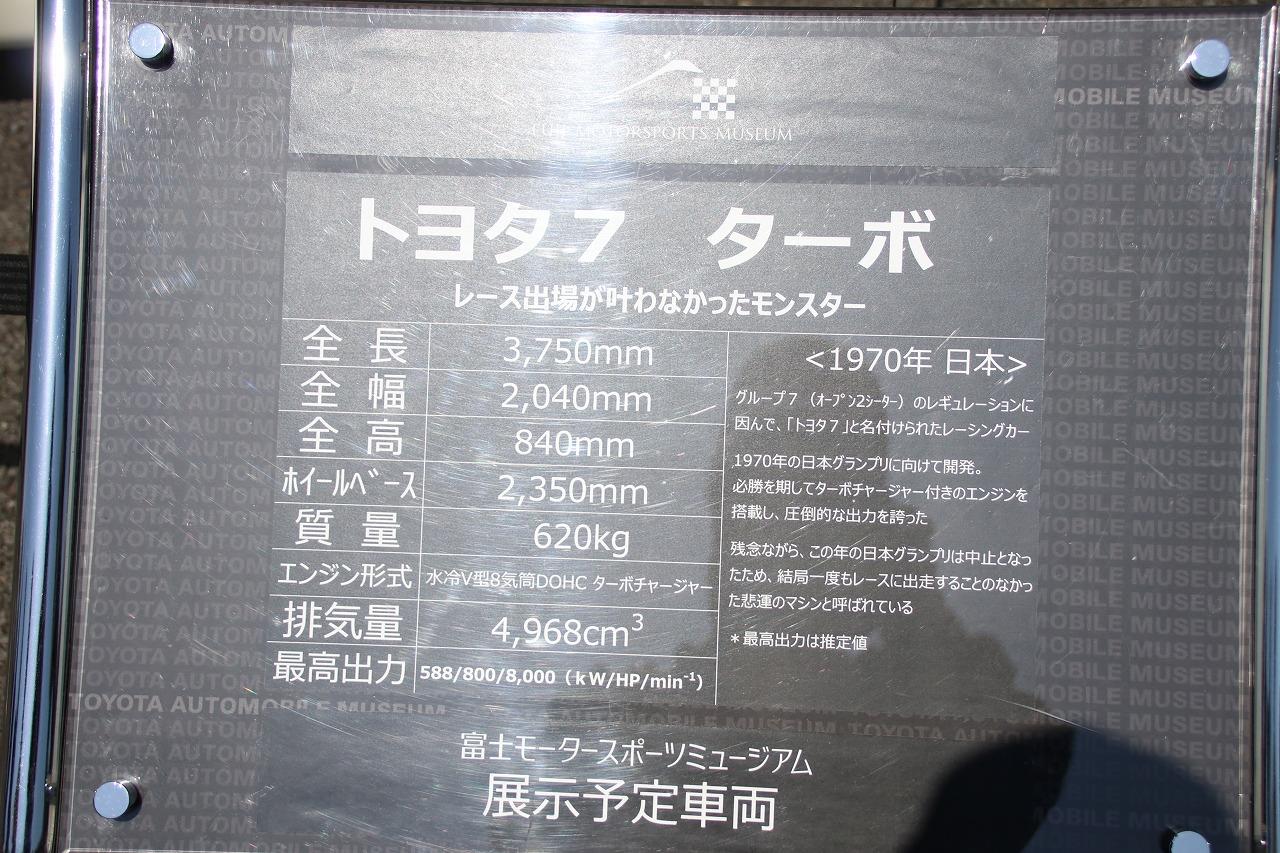 FUJI MOTORSPORTS MUSEUM
トヨタ7 ターボ
レース出場が叶わなかったモンスター
全長 3,750mm
全幅 2,040mm
全高 840mm
ホイールベース 2,350mm
質量 620kg
エンジン形式 水冷V型8気筒DOHC ターボチャージャー
排気量 4,968cm³
最高出力 588/800/8,000（kW/HP/min⁻¹）
<1970年 日本>
グループ７（オープン2シーター）のレギュレーションに
因んで、「トヨタ７」と名付けられたレーシングカー
1970年の日本グランプリに向けて開発。
必勝を期してターボチャージャー付きのエンジンを
搭載し、圧倒的な出力を誇った
残念ながら、この年の日本グランプリは中止となっ
たため、結局一度もレースに出走することのなかっ
た悲運のマシンと呼ばれている
＊最高出力は推定値
TOYOTA AUTOMOBILE MUSEUM
富士モータースポーツミュージアム
展示予定車両